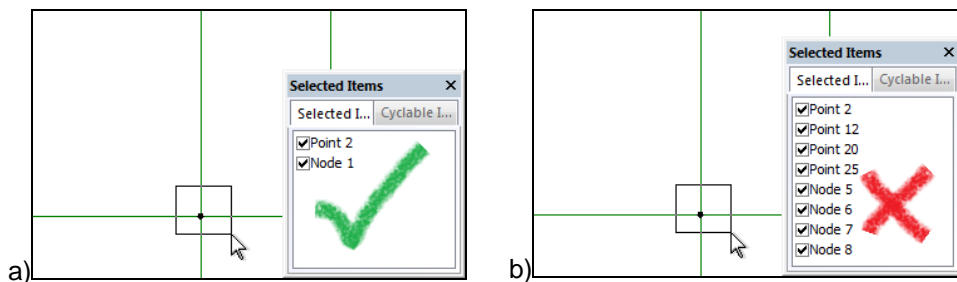 Selected Items
Selected I... Cyclable I...
Point 2
Node 1
a)
Selected Items
Selected I... Cyclable I...
Point 2
Point 12
Point 20
Point 25
Node 5
Node 6
Node 7
Node 8
b)